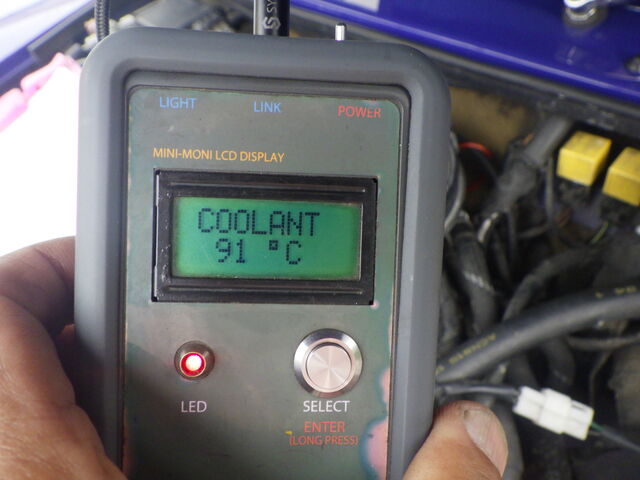 LIGHT LINK POWER
MINI-MONI LCD DISPLAY
COOLANT
91 °C
LED SELECT
ENTER
(LONG PRESS)